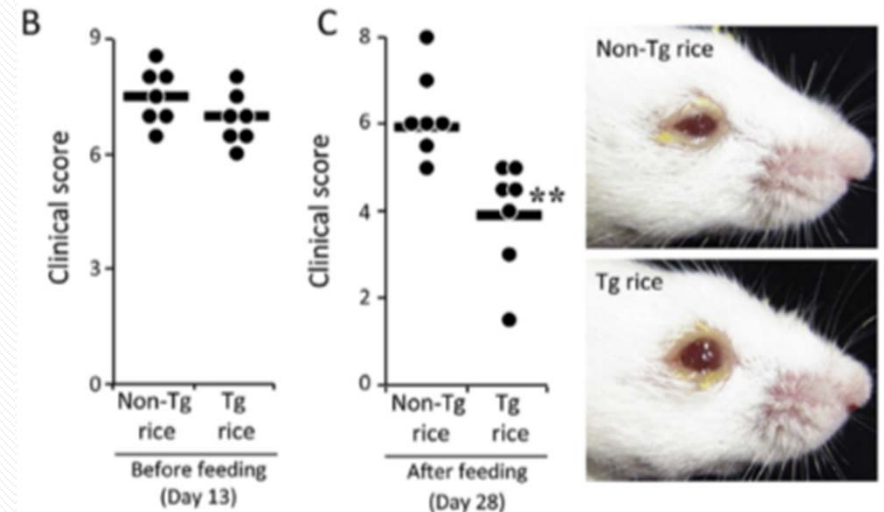 B
9
6
3
0
Clinical score
Non-Tg rice
Tg rice
Before feeding
(Day 13)
C
8
6
4
2
0
Clinical score
**
Non-Tg rice
Tg rice
After feeding
(Day 28)
Non-Tg rice
Tg rice